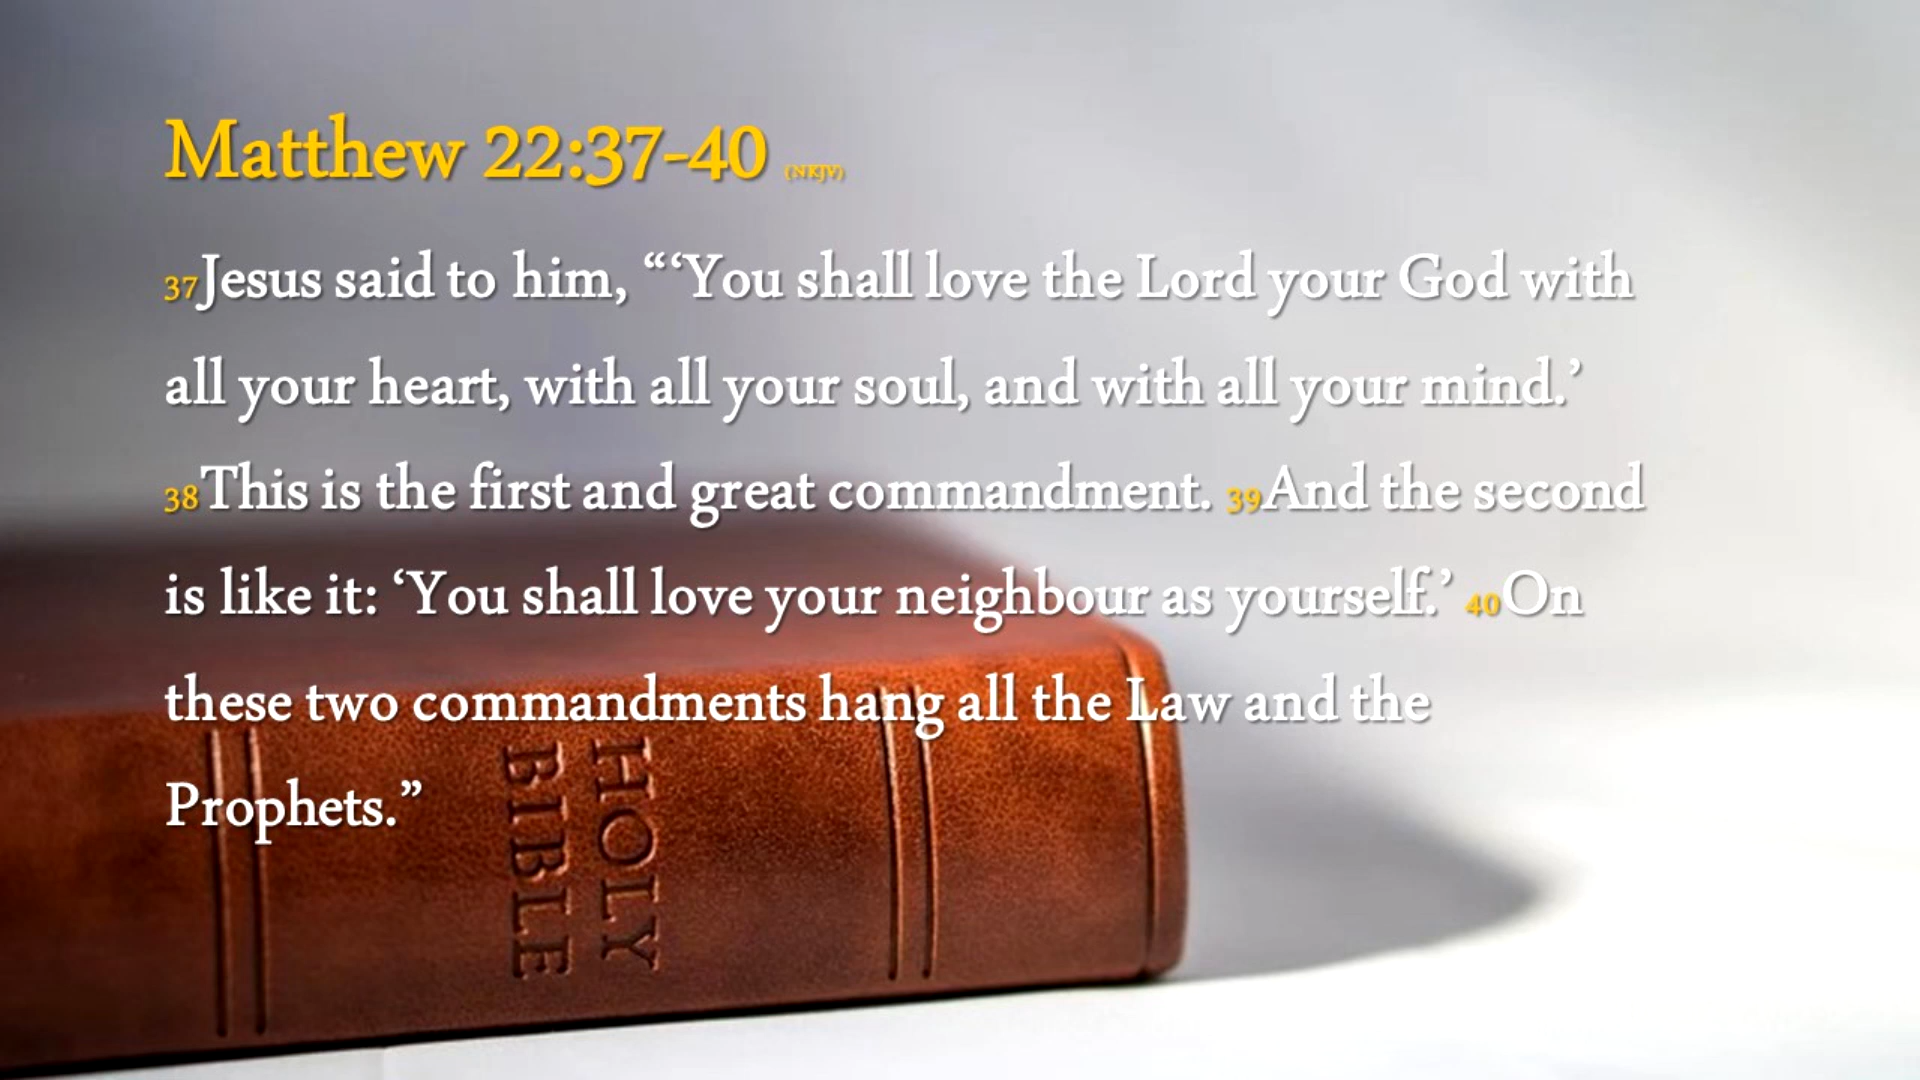 Matthew 22:37-40 (NKJV)
37Jesus said to him, “‘You shall love the Lord your God with
all your heart, with all your soul, and with all your mind.’
38This is the first and great commandment. 39And the second
is like it: ‘You shall love your neighbour as yourself.’ 40On
these two commandments hang all the Law and the
Prophets.”
HOLY
BIBLE